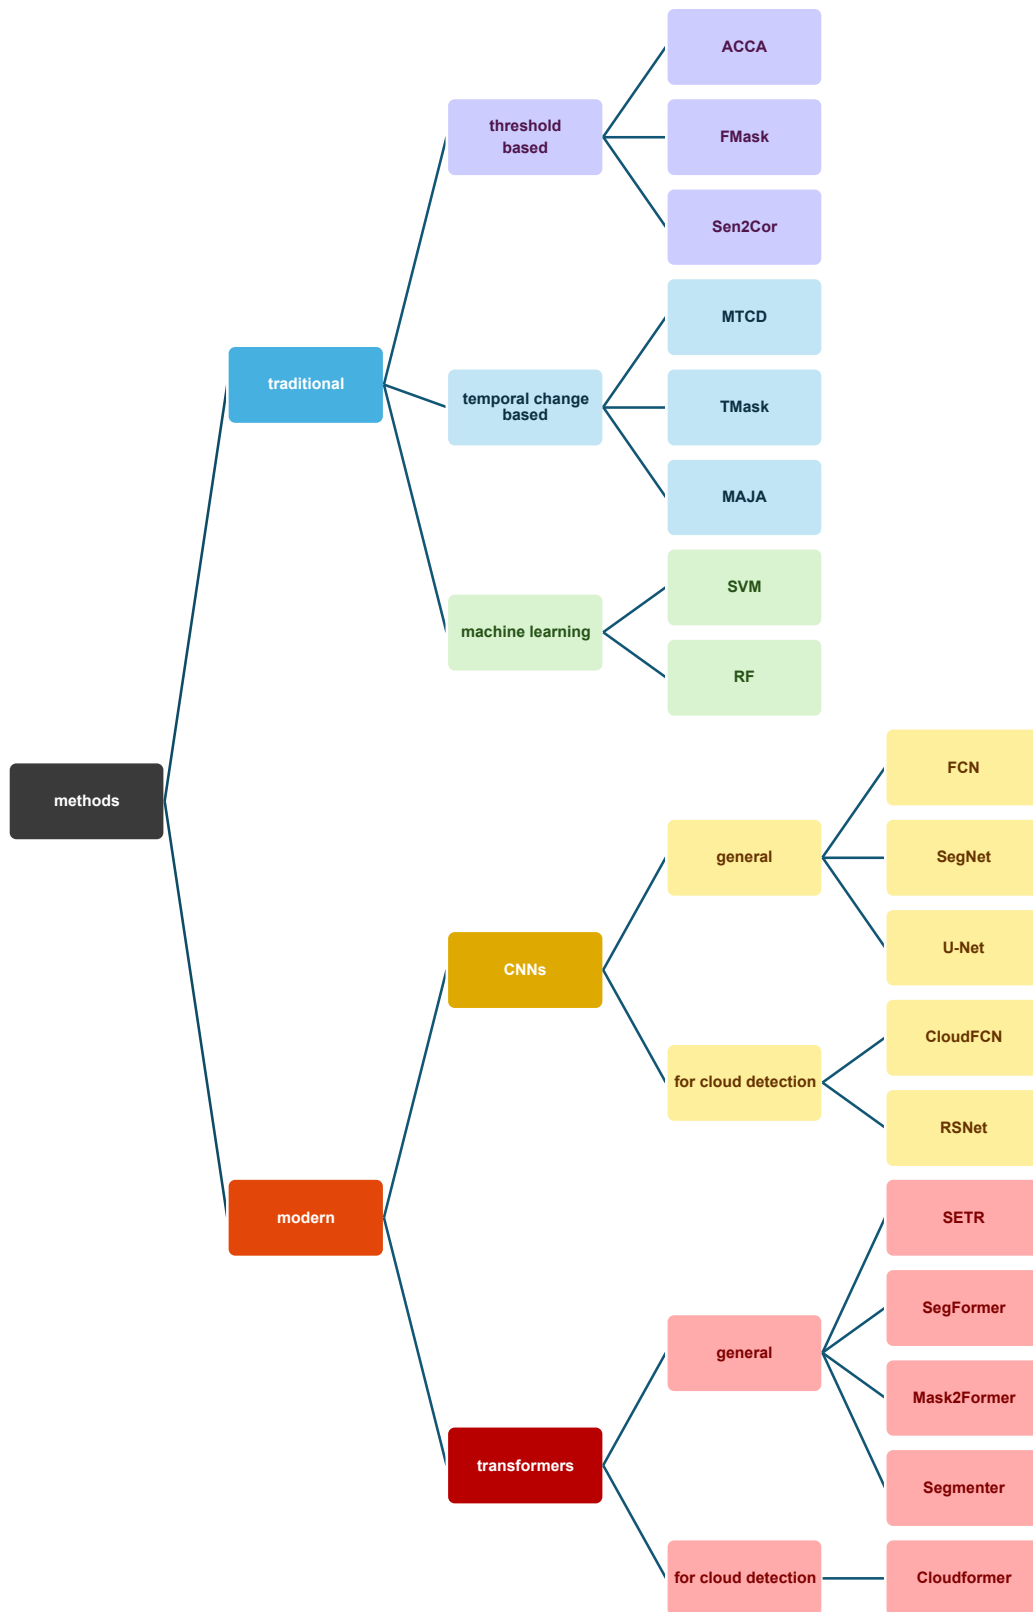 ACCA
threshold
based
FMask
Sen2Cor
MTCD
traditional
temporal change
based
TMask
MAJA
SVM
machine learning
RF
methods
FCN
general
SegNet
U-Net
CNNs
CloudFCN
for cloud detection
RSNet
modern
SETR
SegFormer
general
Mask2Former
transformers
Segmenter
for cloud detection
Cloudformer